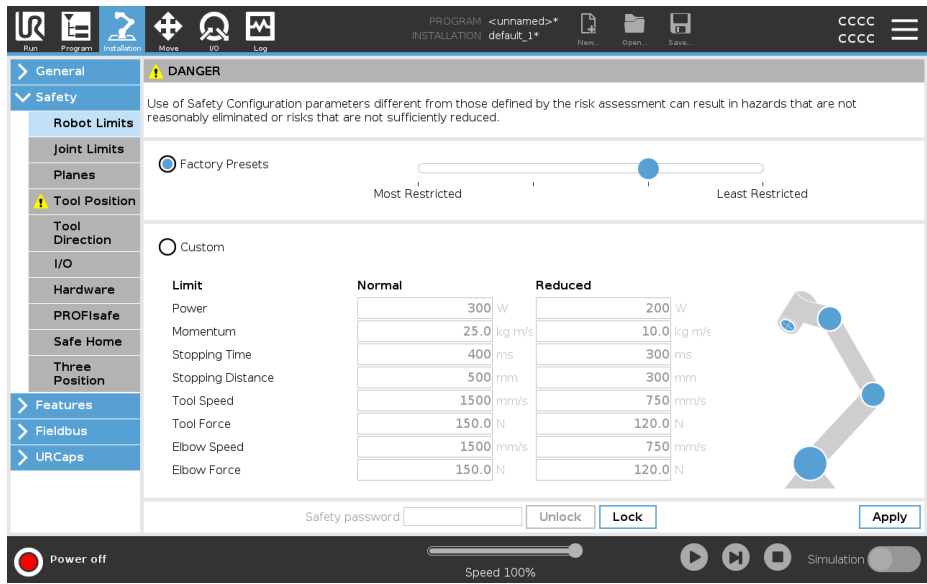 PROGRAM <unnamed>*
INSTALLATION default_1*
CCCC
CCCC
Run Program Installation Move I/O Log New... Open... Save...
General
Safety
Robot Limits
Joint Limits
Planes
Tool Position
Tool
Direction
I/O
Hardware
PROFIsafe
Safe Home
Three
Position
Features
Fieldbus
URCaps
DANGER
Use of Safety Configuration parameters different from those defined by the risk assessment can result in hazards that are not
reasonably eliminated or risks that are not sufficiently reduced.
Factory Presets
Most Restricted Least Restricted
Custom
Limit Normal Reduced
Power 300 W 200 W
Momentum 25.0 kg m/s 10.0 kg m/s
Stopping Time 400 ms 300 ms
Stopping Distance 500 mm 300 mm
Tool Speed 1500 mm/s 750 mm/s
Tool Force 150.0 N 120.0 N
Elbow Speed 1500 mm/s 750 mm/s
Elbow Force 150.0 N 120.0 N
Safety password Unlock Lock Apply
Power off
Speed 100%
Simulation